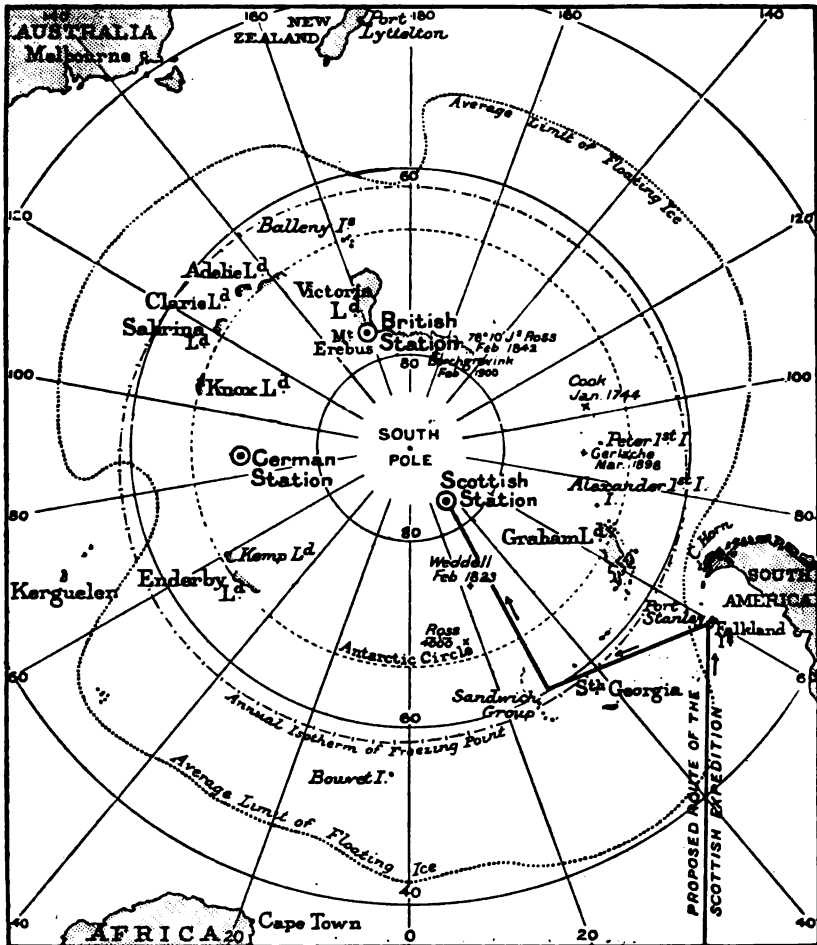 140
160
180
160
140
AUSTRALIA
Melbourne
NEW
ZEALAND
Port
Lyttelton
Average Limit of Floating Ice
120
120
60
Balleny Iˢ
Adelie Lᵈ
Clarie Lᵈ
Sabrina
Lᵈ
Victoria
Lᵈ
Mᵗ
Erebus
British
Station
78° 10' Jˢ Ross
Feb 1842
Borchgrevink
Feb 1900
80
100
100
Knox Lᵈ
Cook
Jan. 1744
SOUTH
POLE
Peter 1ˢᵗ I
Gerlache
Mar. 1898
German
Station
Scottish
Station
Alexander 1ˢᵗ I.
80
80
80
Graham Lᵈ
C. Horn
SOUTH
AMERICA
Kemp Lᵈ
Enderby
Lᵈ
Kerguelen
Weddell
Feb 1823
Port
Stanley
Falkland
Iˢ
Ross
Antarctic Circle
60
60
Sandwich
Group
Sᵗʰ Georgia
60
Annual Isotherm of Freezing Point
Bouvet I.
Average Limit of Floating Ice
PROPOSED ROUTE OF THE
SCOTTISH EXPEDITION
40
40
20
0
20
40
AFRICA
Cape Town